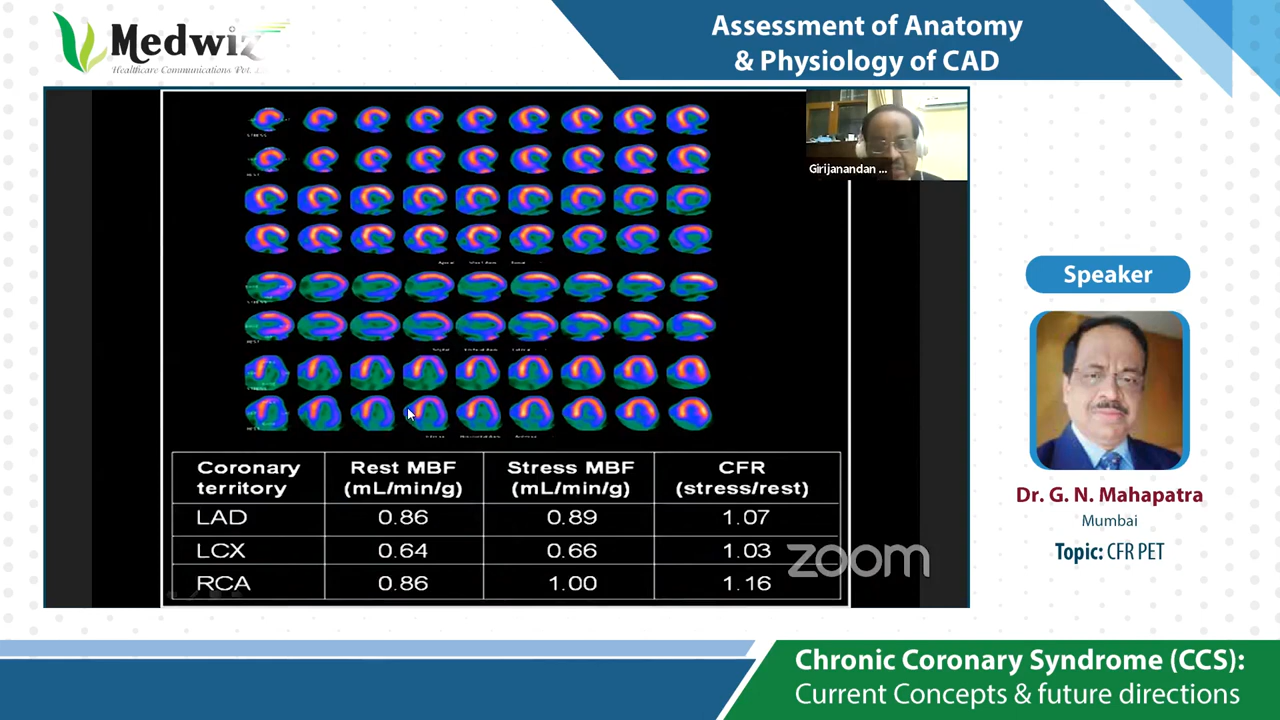 Medwiz
Healthcare Communications Pvt.
Assessment of Anatomy
& Physiology of CAD
Girijanandan ...
STRESS
REST
Coronary territory
Rest MBF (mL/min/g)
Stress MBF (mL/min/g)
CFR (stress/rest)
LAD 0.86 0.89 1.07
LCX 0.64 0.66 1.03
RCA 0.86 1.00 1.16
zoom
Speaker
Dr. G. N. Mahapatra
Mumbai
Topic: CFR PET
Chronic Coronary Syndrome (CCS):
Current Concepts & future directions